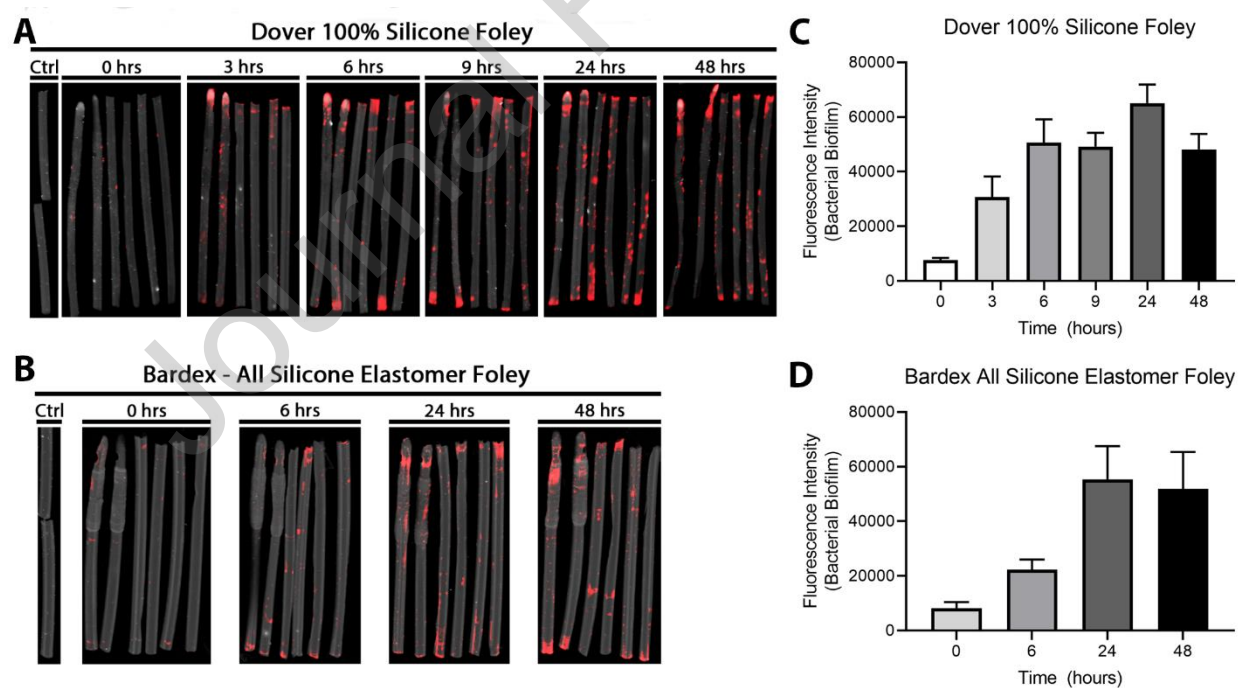 A
Dover 100% Silicone Foley
Ctrl 0 hrs 3 hrs 6 hrs 9 hrs 24 hrs 48 hrs
B
Bardex - All Silicone Elastomer Foley
Ctrl 0 hrs 6 hrs 24 hrs 48 hrs
C
Dover 100% Silicone Foley
Fluorescence Intensity
(Bacterial Biofilm)
80000
60000
40000
20000
0
0 3 6 9 24 48
Time (hours)
D
Bardex All Silicone Elastomer Foley
Fluorescence Intensity
(Bacterial Biofilm)
80000
60000
40000
20000
0
0 6 24 48
Time (hours)
Journal